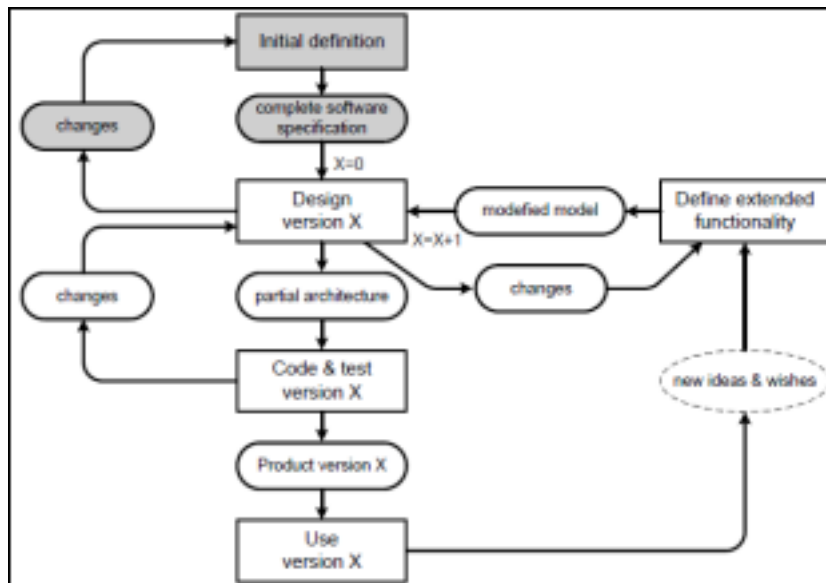 Initial definition
complete software
specification
changes
X=0
Design
version X
modefied model
Define extended
functionality
X=X+1
changes
partial architecture
changes
Code & test
version X
new ideas & wishes
Product version X
Use
version X